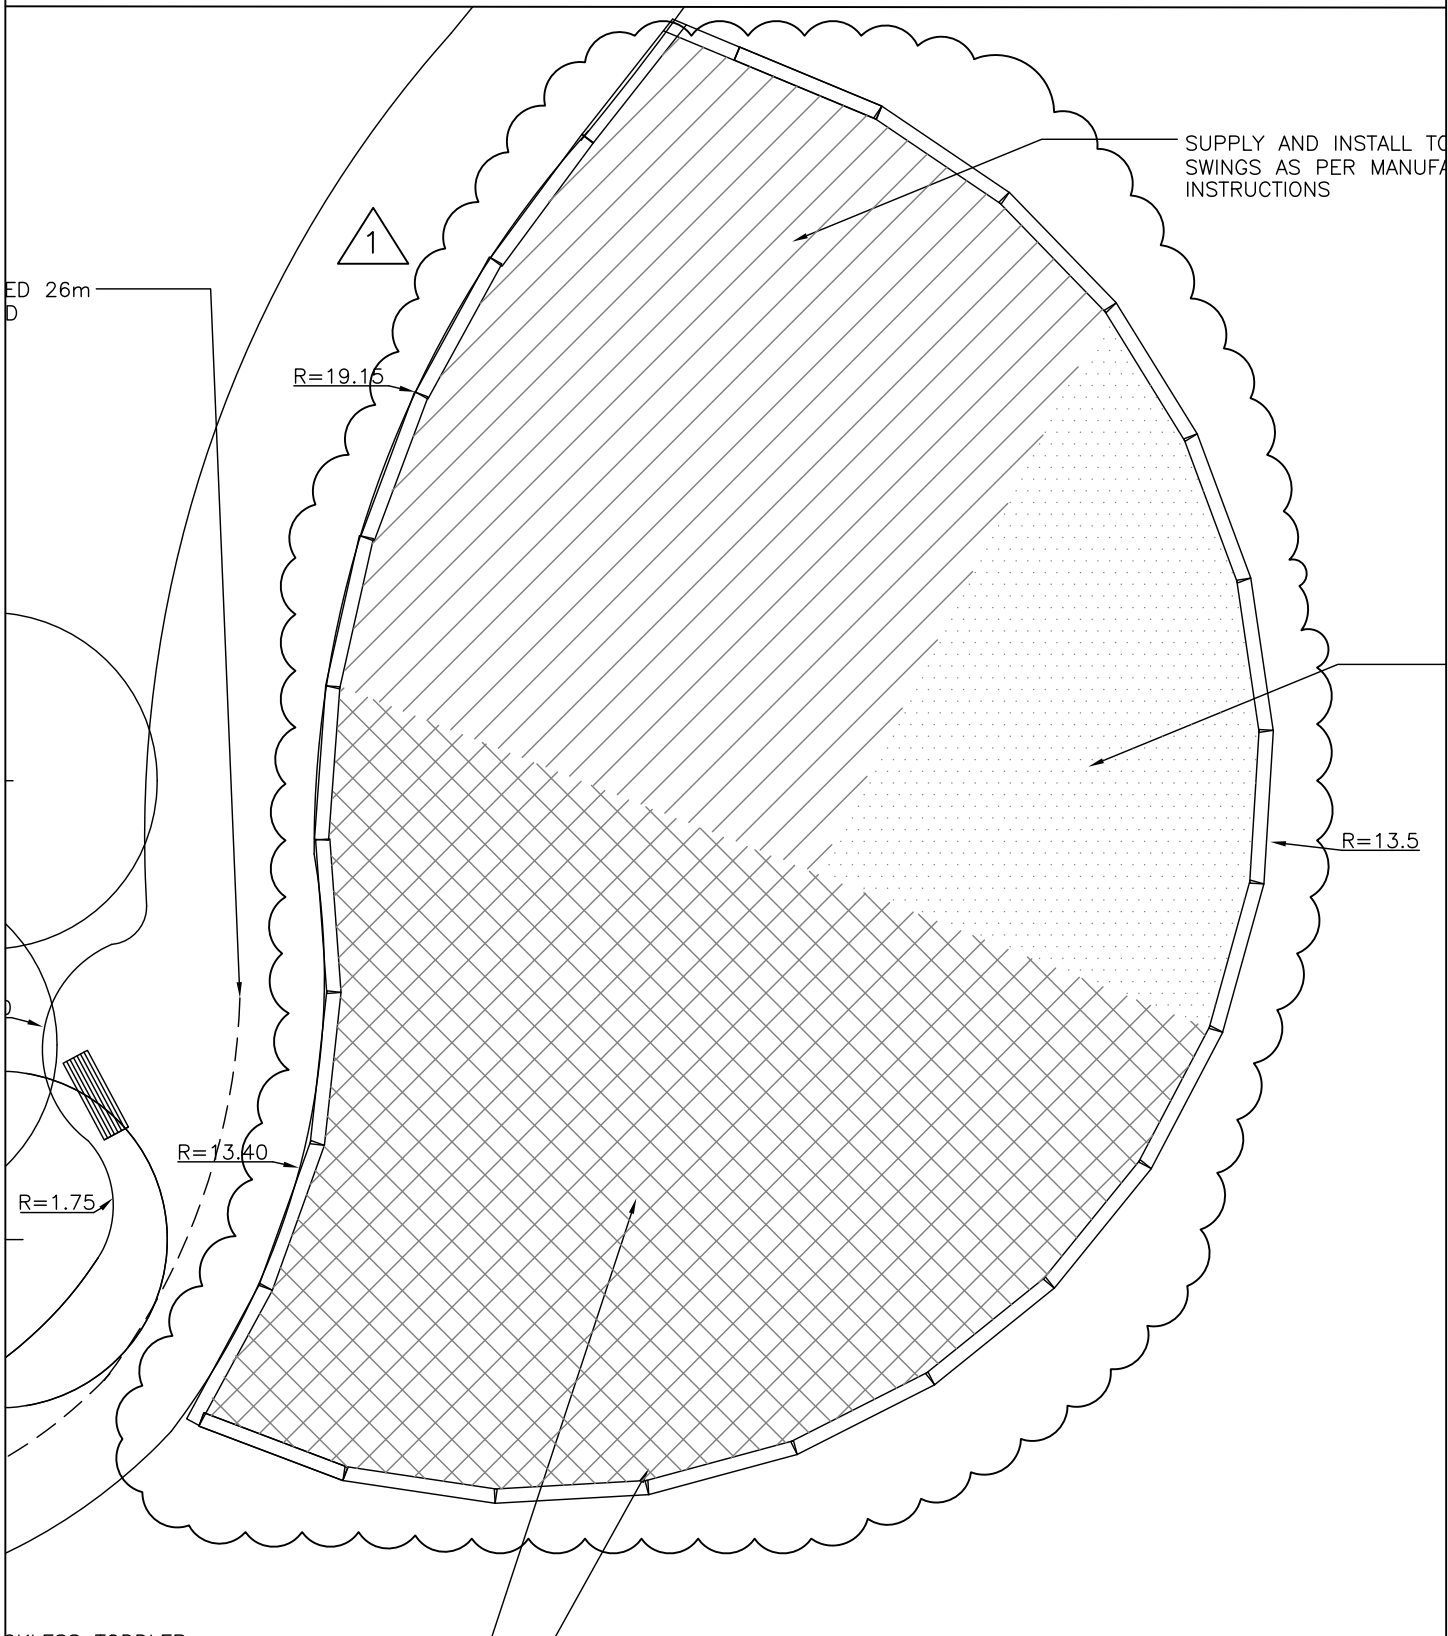 SUPPLY AND INSTALL TO
SWINGS AS PER MANUFA
INSTRUCTIONS
1
ED 26m
D
R=19.15
R=13.5
R=13.40
R=1.75